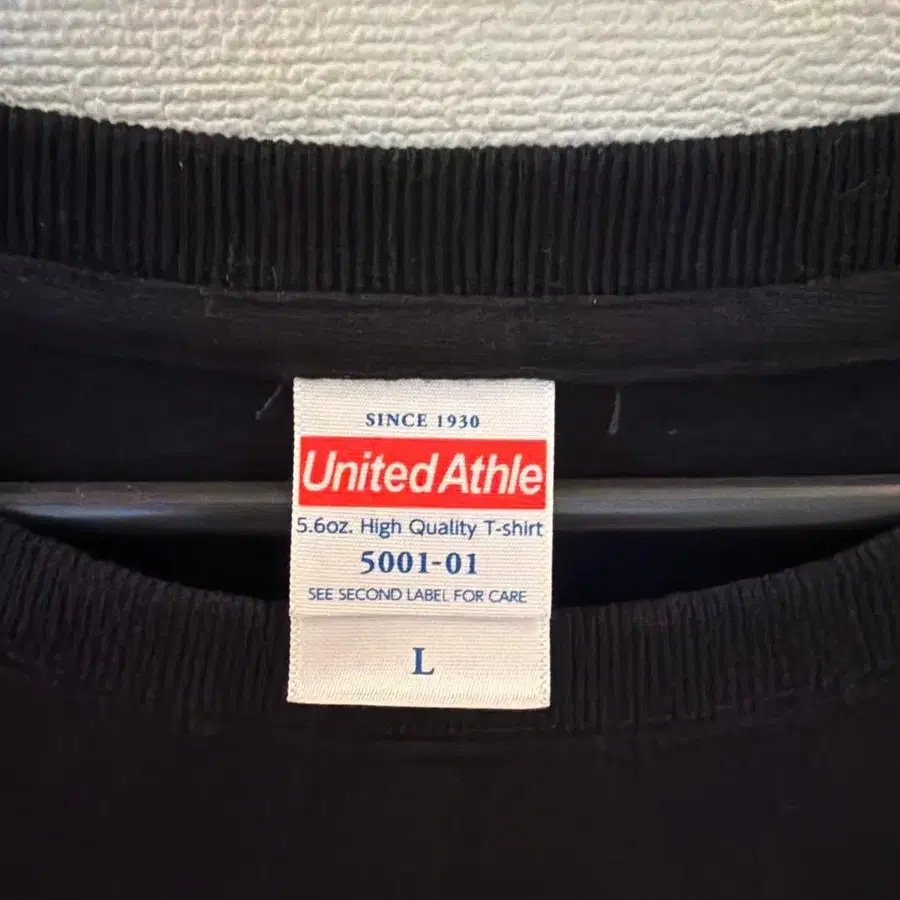 SINCE 1930
United Athle
5.6oz. High Quality T-shirt
5001-01
SEE SECOND LABEL FOR CARE
L